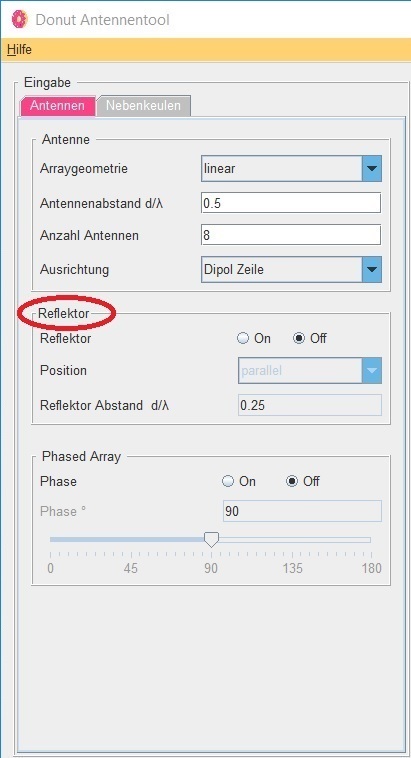 Donut Antennentool
Hilfe
Eingabe
Antennen Nebenkeulen
Antenne
Arraygeometrie linear
Antennenabstand d/λ 0.5
Anzahl Antennen 8
Ausrichtung Dipol Zeile
Reflektor
Reflektor On Off
Position parallel
Reflektor Abstand d/λ 0.25
Phased Array
Phase On Off
Phase ° 90
0 45 90 135 180